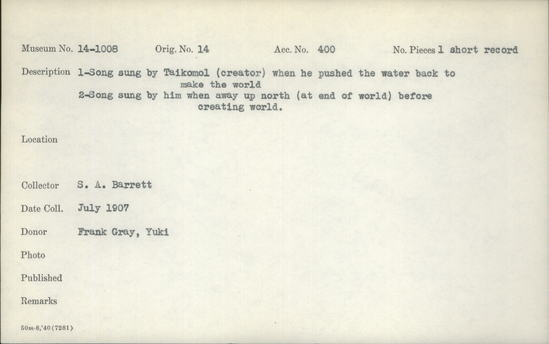 Museum No. 14-1008 Orig. No. 14 Acc. No. 400 No. Pieces 1 short record
Description 1-Song sung by Taikomol (creator) when he pushed the water back to
make the world
2-Song sung by him when away up north (at end of world) before
creating world.
Location
Collector S. A. Barrett
Date Coll. July 1907
Donor Frank Gray, Yuki
Photo
Published
Remarks
50m-8,'40(7281)